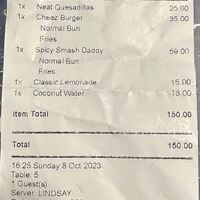 1x Neat Quesadillas 25.00
1x Cheez Burger 35.00
Normal Bun
Fries
1x Spicy Smash Daddy 59.00
Normal Bun
Fries
1x Classic Lemonade 15.00
1x Coconut Water 16.00
Item Total 150.00
Total 150.00
16:25 Sunday 8 Oct 2023
Table: 5
1 Guest(s)
Server: LINDSAY